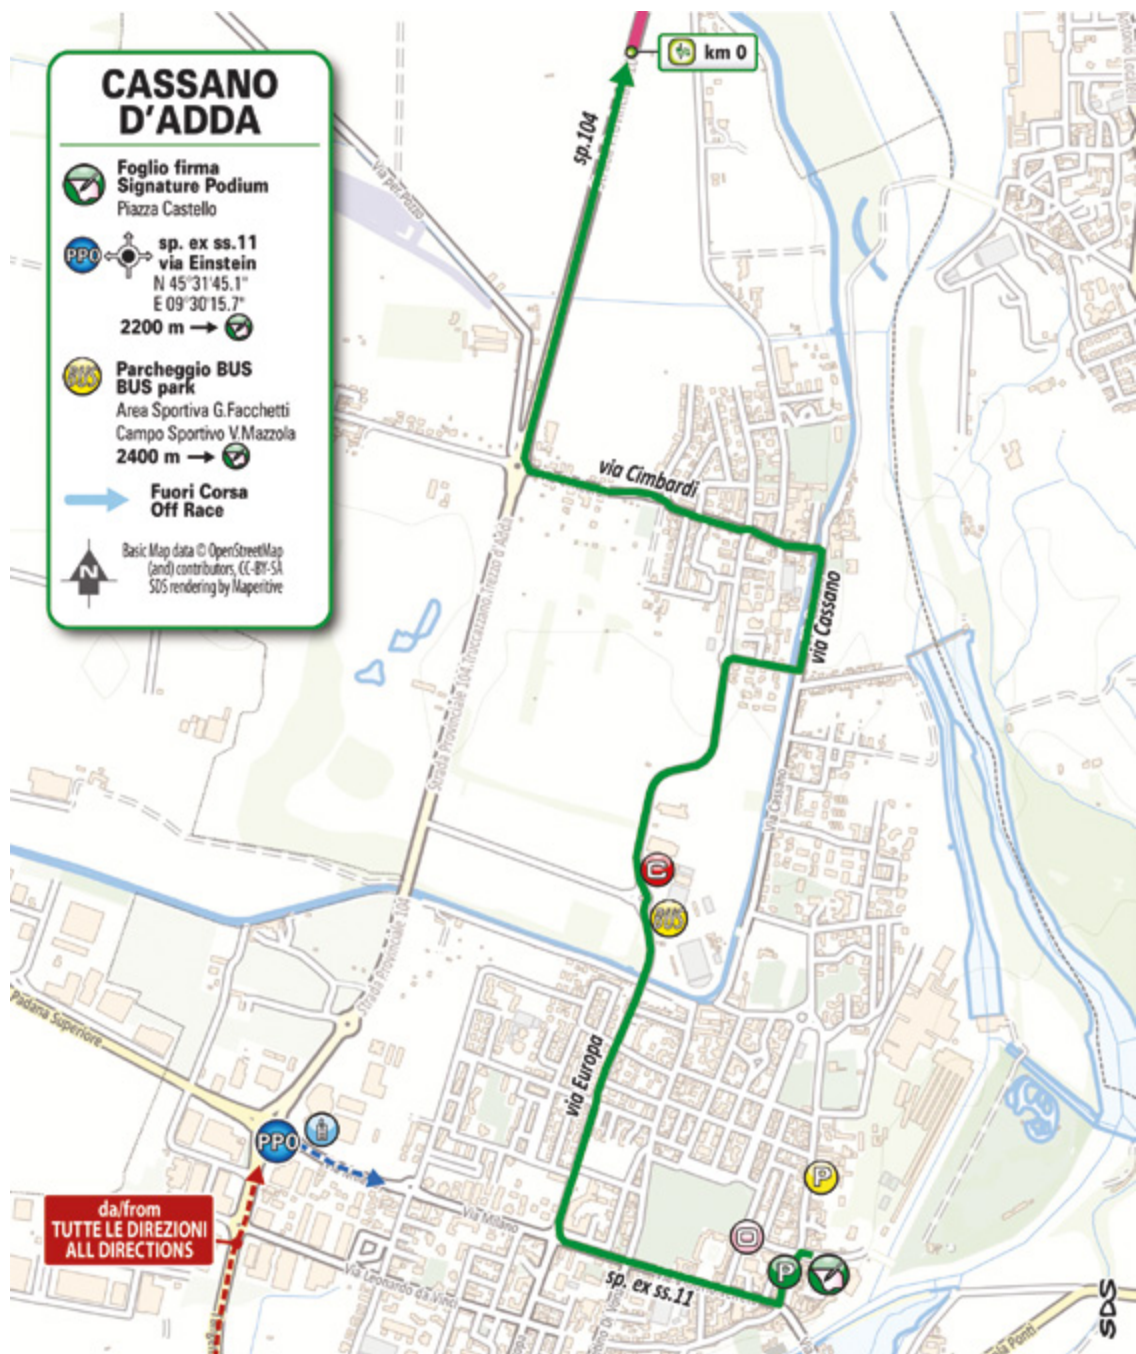 CASSANO
D'ADDA
Foglio firma
Signature Podium
Piazza Castello
PPO
sp. ex ss.11
via Einstein
N 45°31'45.1"
E 09°30'15.7"
2200 m
BUS
Parcheggio BUS
BUS park
Area Sportiva G.Facchetti
Campo Sportivo V.Mazzola
2400 m
Fuori Corsa
Off Race
N
Basic Map data © OpenStreetMap
(and) contributors, CC-BY-SA
SDS rendering by Maperitive
km 0
sp.104
Via per Pozzo
via Cimbardi
via Cassano
Strada Provinciale 104 Truccazzano-Trezzo d'Adda
Via Cassano
C
BUS
Strada Provinciale 104
Padana Superiore
via Europa
PPO
P
da/from
TUTTE LE DIREZIONI
ALL DIRECTIONS
Via Milano
O
P
sp. ex ss.11
Via Leonardo da Vinci
SDS